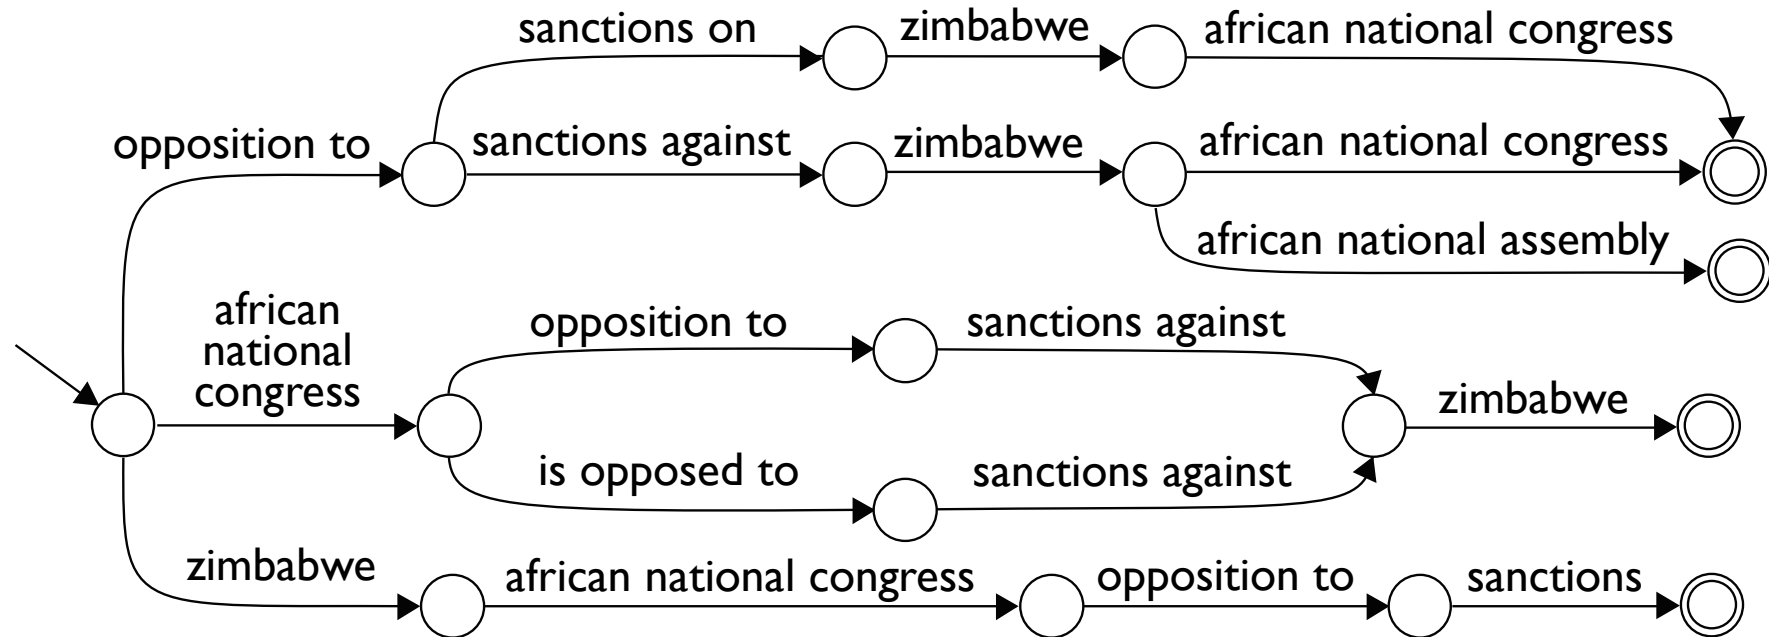 sanctions on
zimbabwe
african national congress
opposition to
sanctions against
zimbabwe
african national congress
african national assembly
african
national
congress
opposition to
sanctions against
zimbabwe
is opposed to
sanctions against
zimbabwe
african national congress
opposition to
sanctions